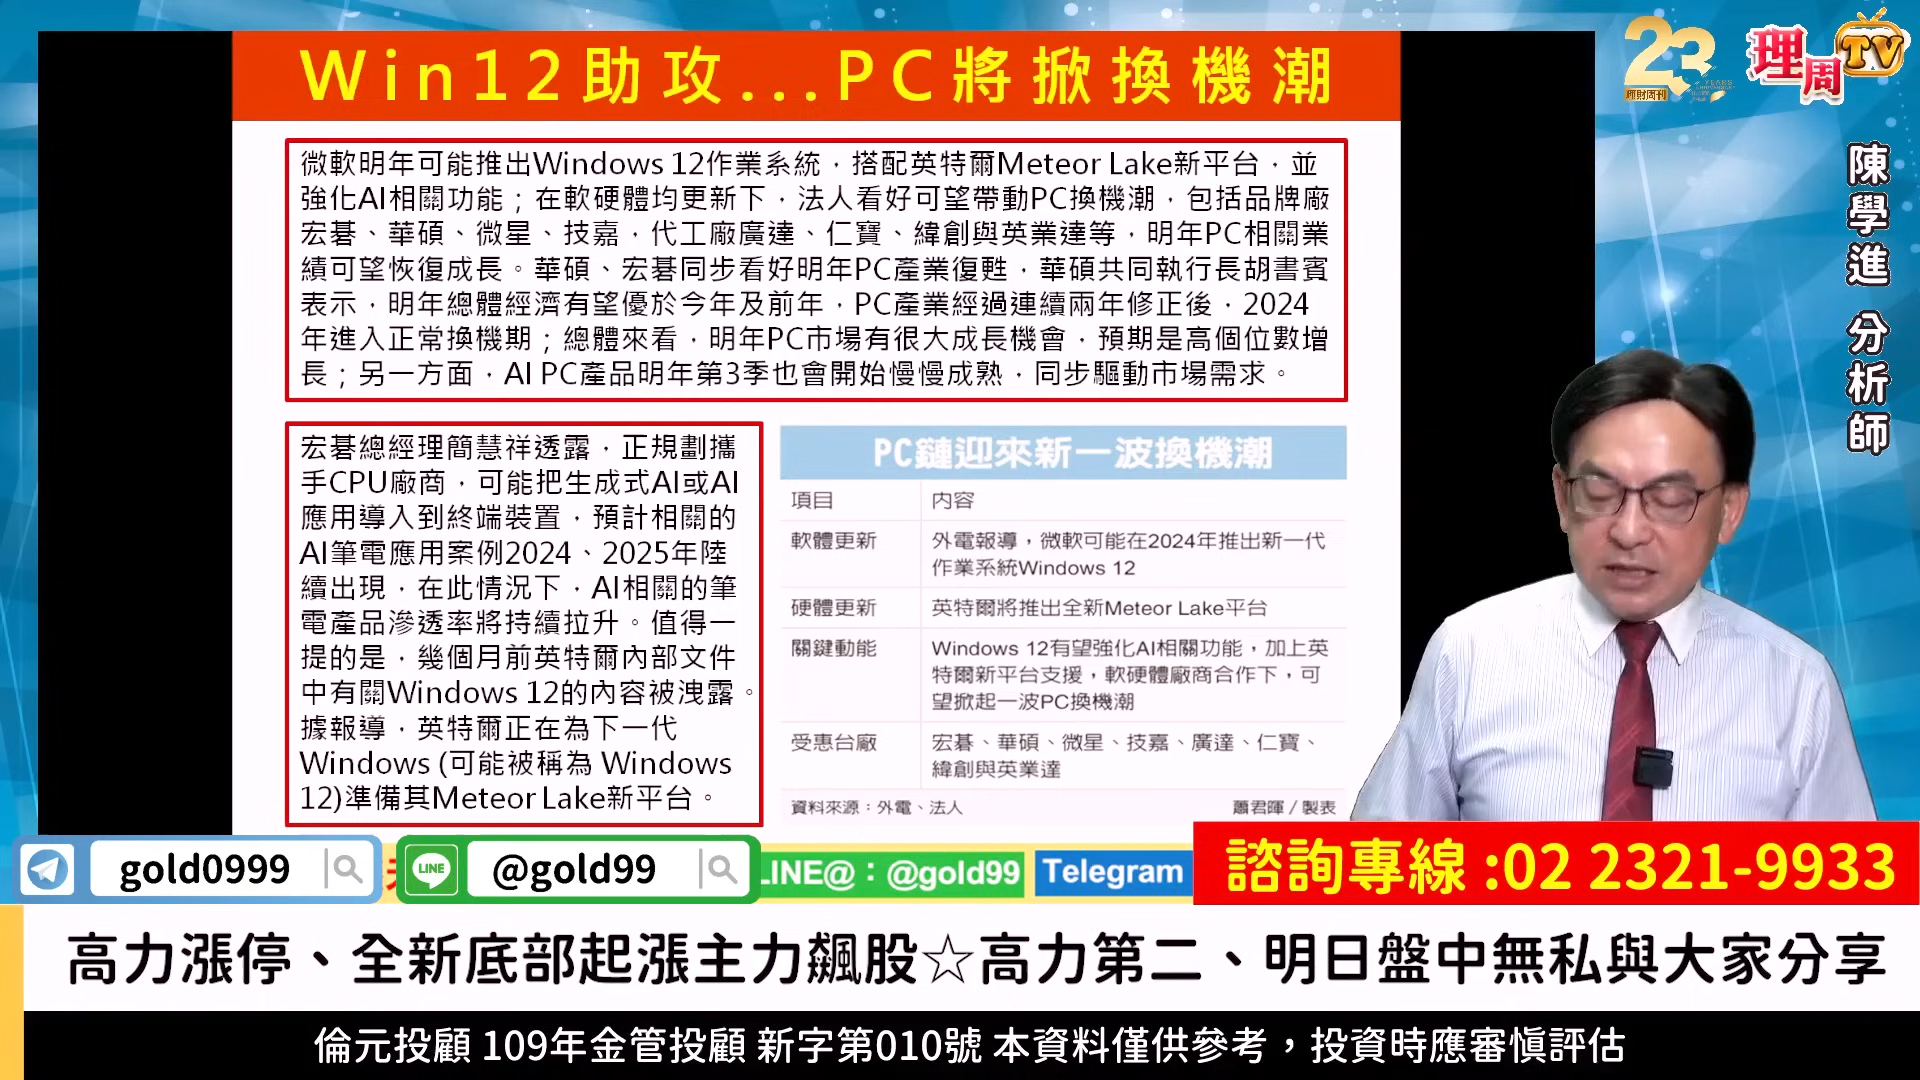 Win12助攻...PC將掀換機潮
23
YEARS
理財周刊
理周TV
陳學進 分析師
微軟明年可能推出Windows 12作業系統，搭配英特爾Meteor Lake新平台，並
強化AI相關功能；在軟硬體均更新下，法人看好可望帶動PC換機潮，包括品牌廠
宏碁、華碩、微星、技嘉，代工廠廣達、仁寶、緯創與英業達等，明年PC相關業
績可望恢復成長。華碩、宏碁同步看好明年PC產業復甦，華碩共同執行長胡書賓
表示，明年總體經濟有望優於今年及前年，PC產業經過連續兩年修正後，2024
年進入正常換機期；總體來看，明年PC市場有很大成長機會，預期是高個位數增
長；另一方面，AI PC產品明年第3季也會開始慢慢成熟，同步驅動市場需求。
宏碁總經理簡慧祥透露，正規劃攜
手CPU廠商，可能把生成式AI或AI
應用導入到終端裝置，預計相關的
AI筆電應用案例2024、2025年陸
續出現，在此情況下，AI相關的筆
電產品滲透率將持續拉升。值得一
提的是，幾個月前英特爾內部文件
中有關Windows 12的內容被洩露。
據報導，英特爾正在為下一代
Windows (可能被稱為 Windows
12)準備其Meteor Lake新平台。
PC鏈迎來新一波換機潮
項目 內容
軟體更新 外電報導，微軟可能在2024年推出新一代
作業系統Windows 12
硬體更新 英特爾將推出全新Meteor Lake平台
關鍵動能 Windows 12有望強化AI相關功能，加上英
特爾新平台支援，軟硬體廠商合作下，可
望掀起一波PC換機潮
受惠台廠 宏碁、華碩、微星、技嘉、廣達、仁寶、
緯創與英業達
資料來源：外電、法人 蕭君暉／製表
gold0999
LINE
@gold99
LINE@：@gold99
Telegram
諮詢專線 :02 2321-9933
高力漲停、全新底部起漲主力飆股☆高力第二、明日盤中無私與大家分享
倫元投顧 109年金管投顧 新字第010號 本資料僅供參考，投資時應審慎評估